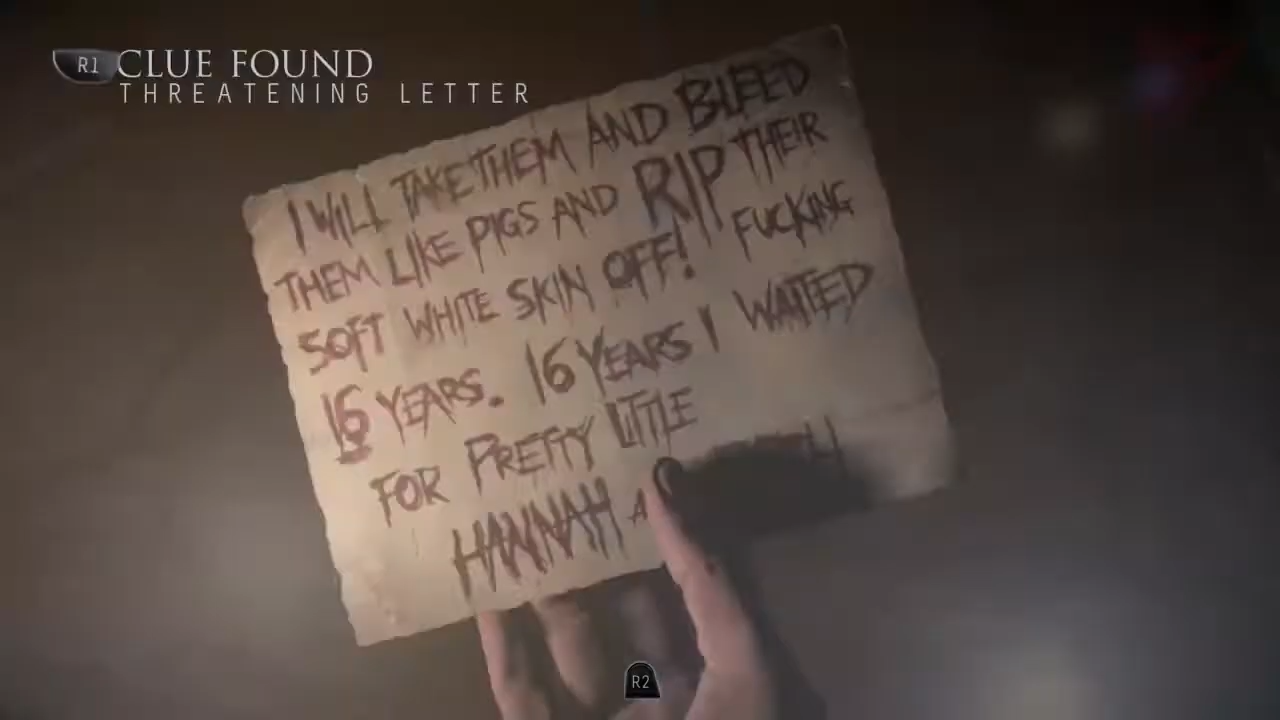 R1 CLUE FOUND
THREATENING LETTER
I WILL TAKE THEM AND BLEED
THEM LIKE PIGS AND RIP THEIR
SOFT WHITE SKIN OFF! FUCKING
16 YEARS. 16 YEARS I WAITED
FOR PRETTY LITTLE
HANNAH
R2